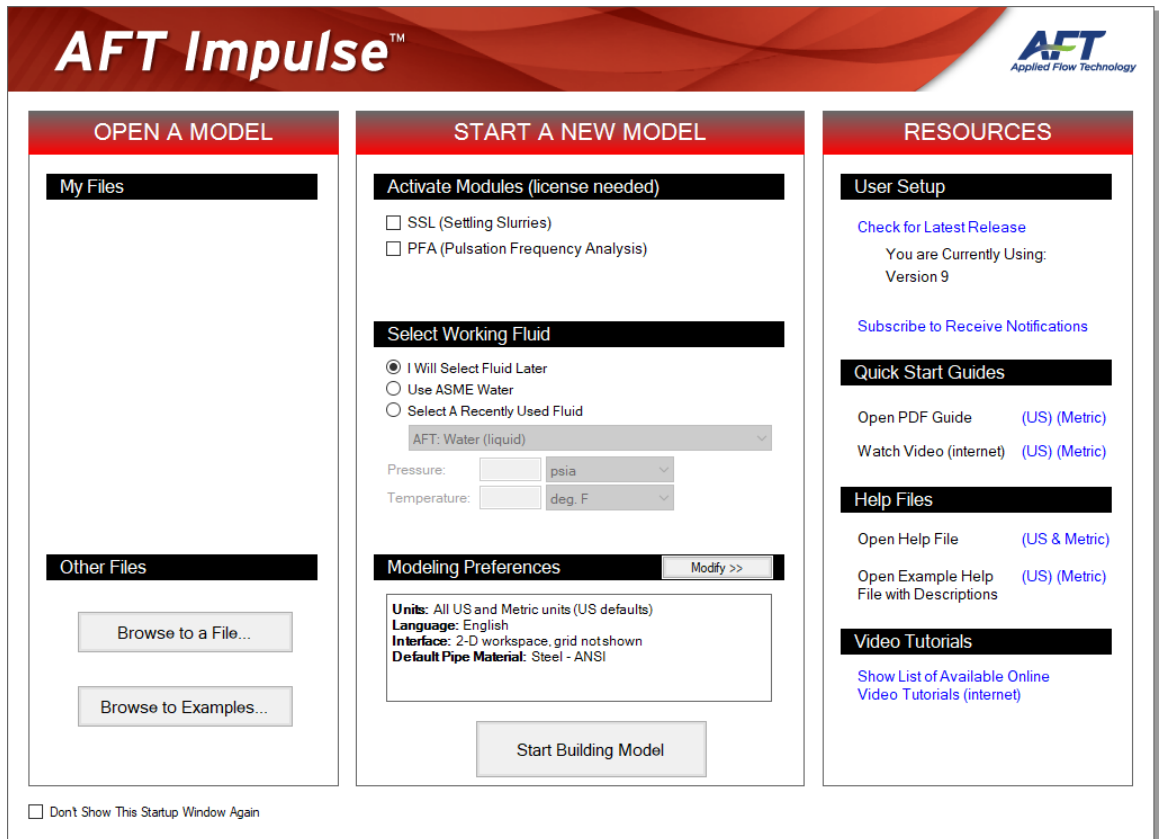 AFT Impulse™
AFT
Applied Flow Technology
OPEN A MODEL
My Files
Other Files
Browse to a File...
Browse to Examples...
START A NEW MODEL
Activate Modules (license needed)
SSL (Settling Slurries)
PFA (Pulsation Frequency Analysis)
Select Working Fluid
I Will Select Fluid Later
Use ASME Water
Select A Recently Used Fluid
AFT: Water (liquid)
Pressure: psia
Temperature: deg. F
Modeling Preferences Modify >>
Units: All US and Metric units (US defaults)
Language: English
Interface: 2-D workspace, grid not shown
Default Pipe Material: Steel - ANSI
Start Building Model
RESOURCES
User Setup
Check for Latest Release
You are Currently Using:
Version 9
Subscribe to Receive Notifications
Quick Start Guides
Open PDF Guide (US) (Metric)
Watch Video (internet) (US) (Metric)
Help Files
Open Help File (US & Metric)
Open Example Help (US) (Metric)
File with Descriptions
Video Tutorials
Show List of Available Online
Video Tutorials (internet)
Don't Show This Startup Window Again